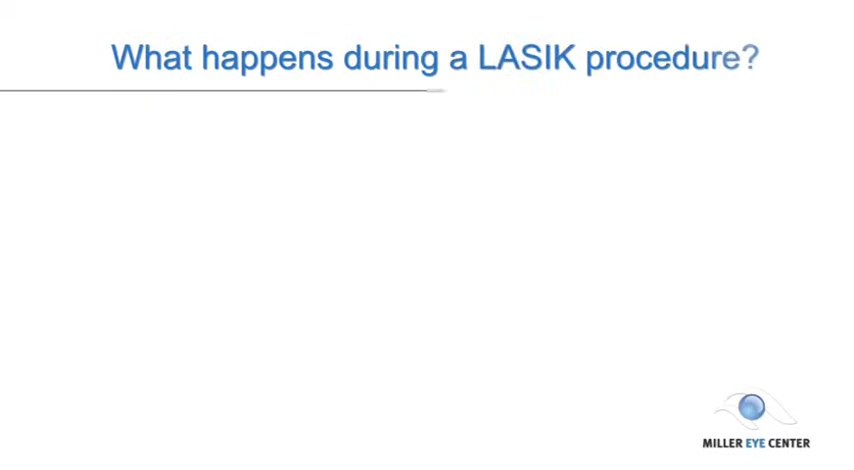 What happens during a LASIK procedure?
MILLER EYE CENTER